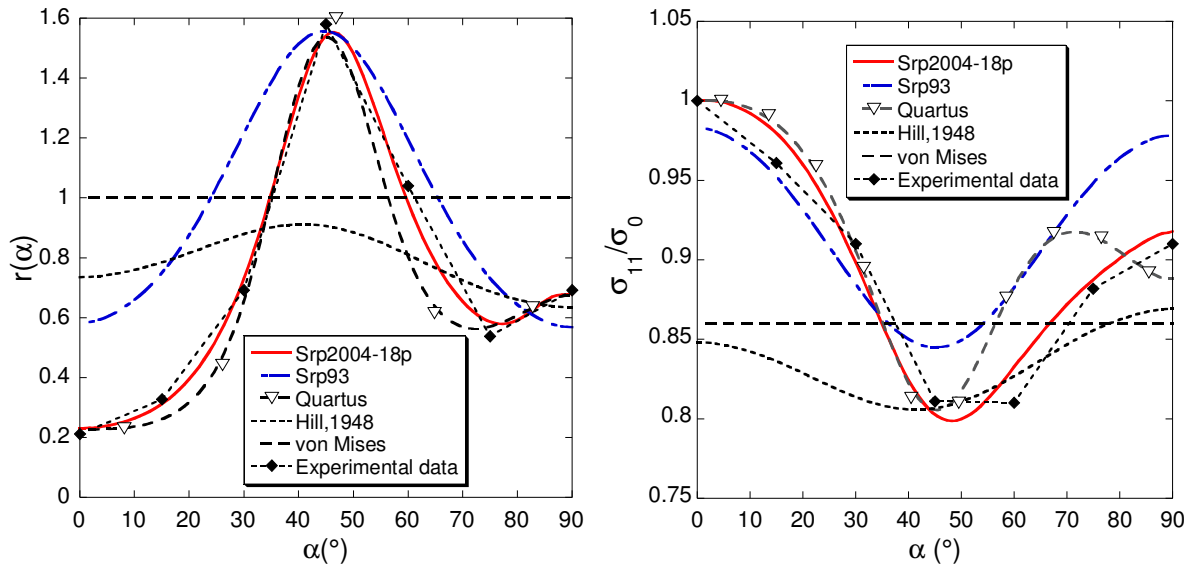 1.6
1.4
1.2
1
0.8
0.6
0.4
0.2
0
r(α)
Srp2004-18p
Srp93
Quartus
Hill,1948
von Mises
Experimental data
0 10 20 30 40 50 60 70 80 90
α(°)
1.05
1
0.95
0.9
0.85
0.8
0.75
σ11/σ0
Srp2004-18p
Srp93
Quartus
Hill,1948
von Mises
Experimental data
0 10 20 30 40 50 60 70 80 90
α (°)